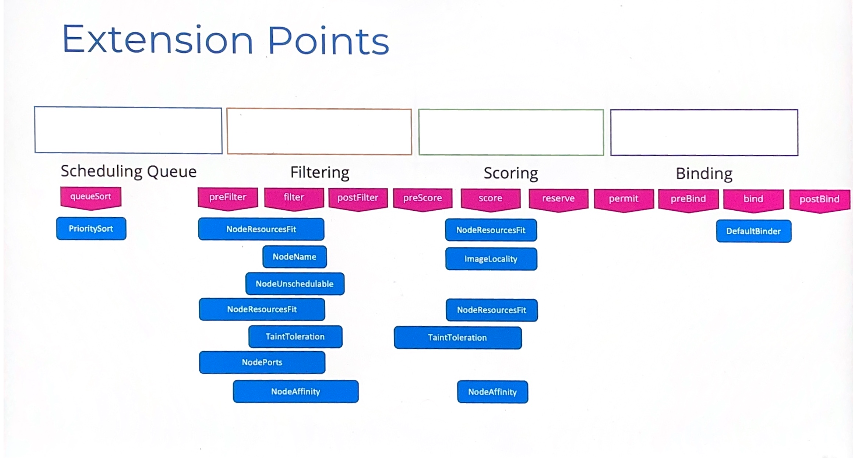 Extension Points
Scheduling Queue Filtering Scoring Binding
queueSort preFilter filter postFilter preScore score reserve permit preBind bind postBind
PrioritySort NodeResourcesFit NodeResourcesFit DefaultBinder
NodeName ImageLocality
NodeUnschedulable
NodeResourcesFit NodeResourcesFit
TaintToleration TaintToleration
NodePorts
NodeAffinity NodeAffinity